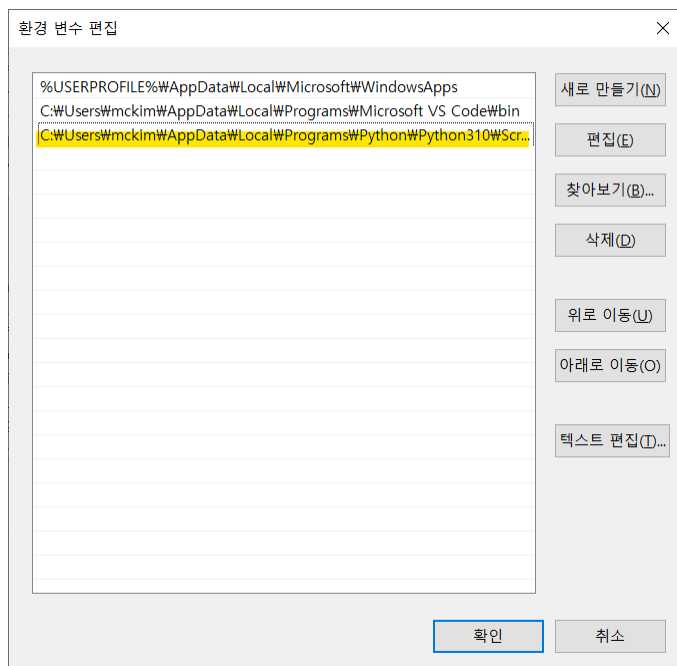 환경 변수 편집
%USERPROFILE%₩AppData₩Local₩Microsoft₩WindowsApps
C:₩Users₩mckim₩AppData₩Local₩Programs₩Microsoft VS Code₩bin
C:₩Users₩mckim₩AppData₩Local₩Programs₩Python₩Python310₩Scr...
새로 만들기(N)
편집(E)
찾아보기(B)...
삭제(D)
위로 이동(U)
아래로 이동(O)
텍스트 편집(T)...
확인
취소